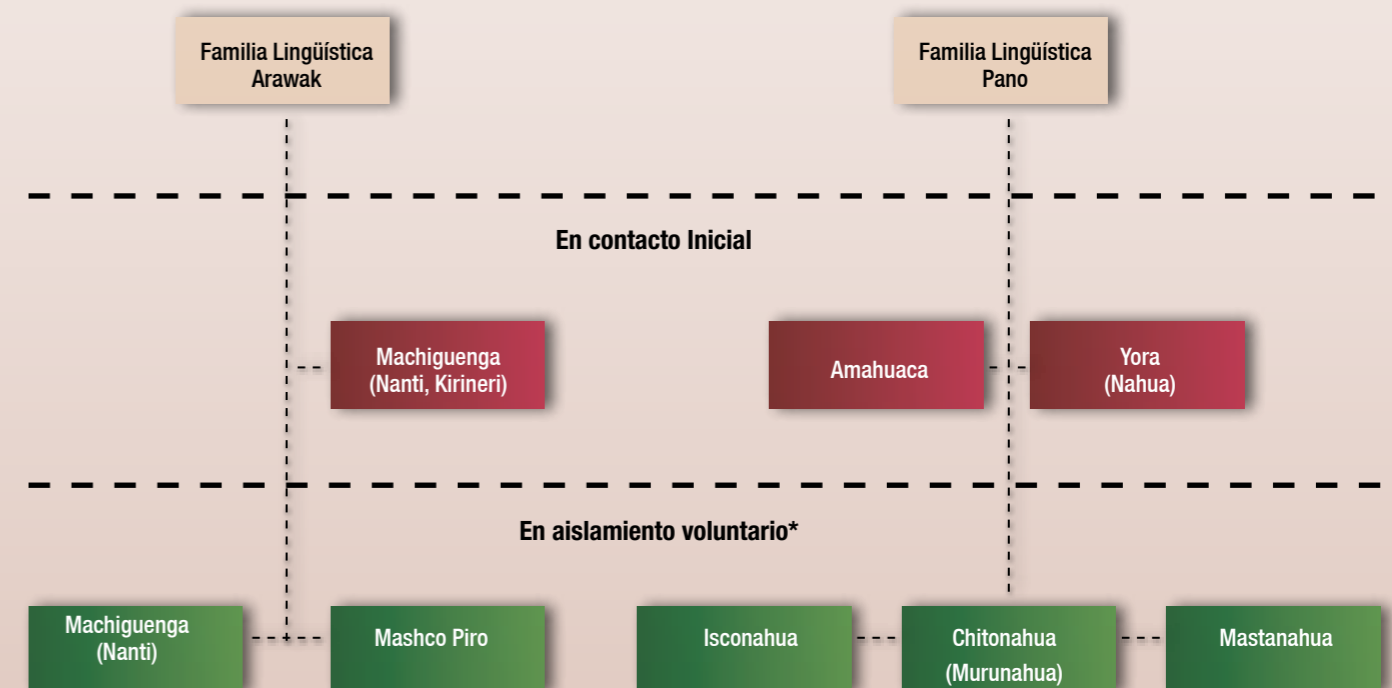 Familia Lingüística
Arawak
Familia Lingüística
Pano
En contacto Inicial
Machiguenga
(Nanti, Kirineri)
Amahuaca
Yora
(Nahua)
En aislamiento voluntario*
Machiguenga
(Nanti)
Mashco Piro
Isconahua
Chitonahua
(Murunahua)
Mastanahua